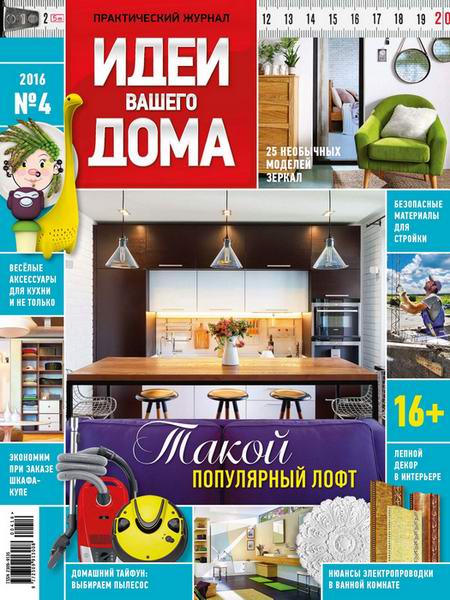 ПРАКТИЧЕСКИЙ ЖУРНАЛ
2 5m 12 13 14 15 16 17 18 19 20
2016
№4
ИДЕИ
ВАШЕГО
ДОМА
25 НЕОБЫЧНЫХ
МОДЕЛЕЙ
ЗЕРКАЛ
БЕЗОПАСНЫЕ
МАТЕРИАЛЫ
ДЛЯ
СТРОЙКИ
ВЕСЁЛЫЕ
АКСЕССУАРЫ
ДЛЯ КУХНИ
И НЕ ТОЛЬКО
16+
Такой
ПОПУЛЯРНЫЙ ЛОФТ
ЭКОНОМИМ
ПРИ ЗАКАЗЕ
ШКАФА-
КУПЕ
ЛЕПНОЙ
ДЕКОР
В ИНТЕРЬЕРЕ
ДОМАШНИЙ ТАЙФУН:
ВЫБИРАЕМ ПЫЛЕСОС
НЮАНСЫ ЭЛЕКТРОПРОВОДКИ
В ВАННОЙ КОМНАТЕ